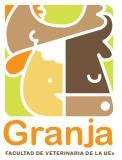 Granja
FACULTAD DE VETERINARIA DE LA UEx